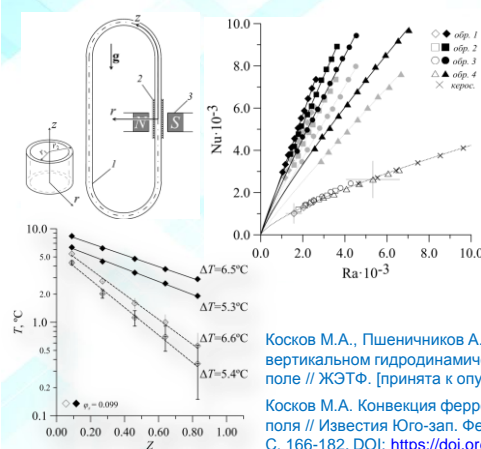 z
g
2
3
r
N
S
z
r
1
10.0
8.0
6.0
4.0
2.0
0.0
Nu·10⁻³
0.0 2.0 4.0 6.0 8.0 10.0
Ra·10⁻³
обр. 1
обр. 2
обр. 3
обр. 4
керос.
10.0
5.0
2.0
1.0
0.5
0.2
0.1
T, °C
ΔT=6.5°C
ΔT=5.3°C
ΔT=6.6°C
ΔT=5.4°C
= 0.099
0.00 0.20 0.40 0.60 0.80 1.00
Z
Косков М.А., Пшеничников А.
вертикальном гидродинамиче
поле // ЖЭТФ. [принята к опу
Косков М.А. Конвекция ферр
поля // Известия Юго-зап. Фе
С. 166-182. DOI: https://doi.or